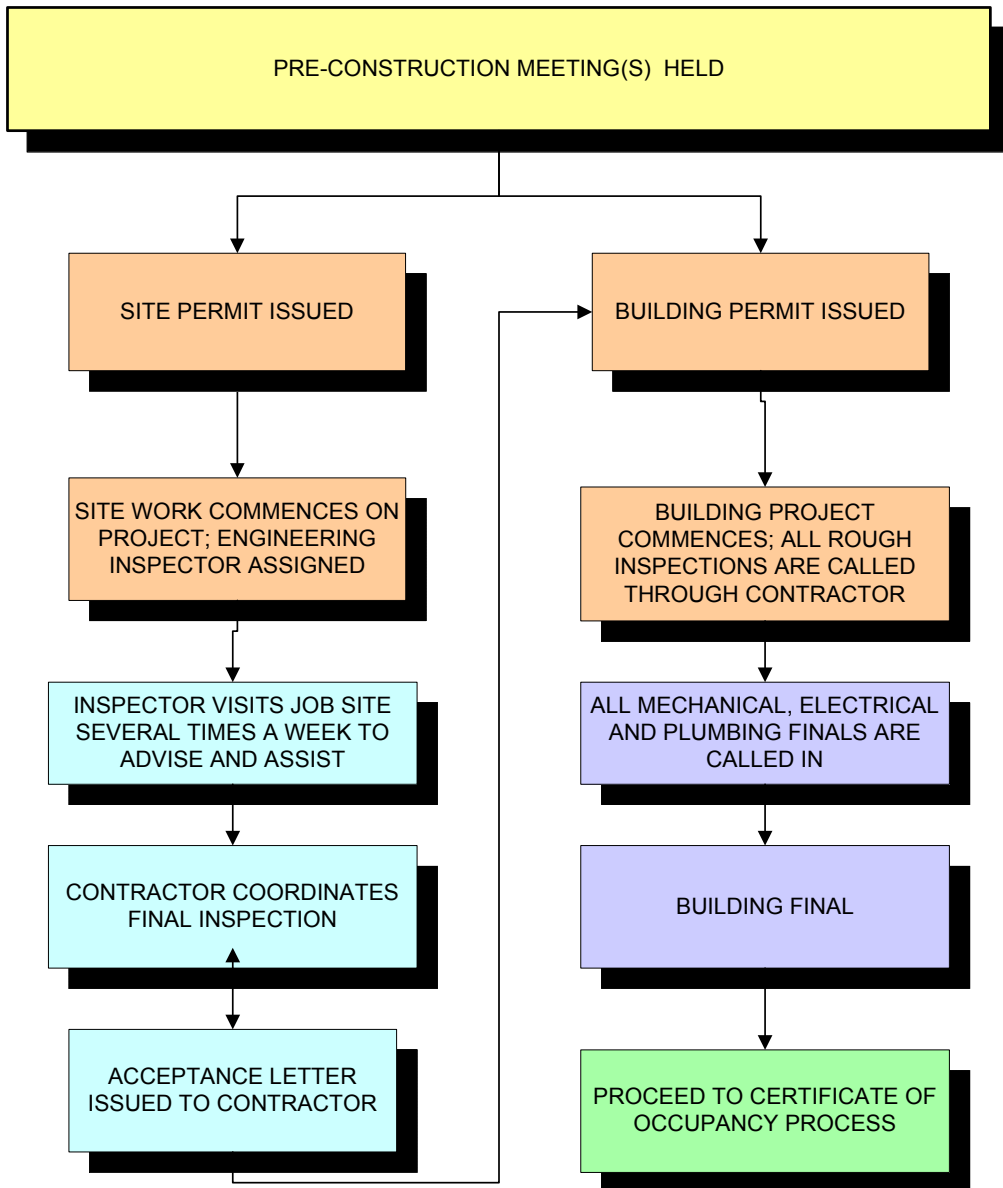 PRE-CONSTRUCTION MEETING(S) HELD
SITE PERMIT ISSUED
BUILDING PERMIT ISSUED
SITE WORK COMMENCES ON
PROJECT; ENGINEERING
INSPECTOR ASSIGNED
BUILDING PROJECT
COMMENCES; ALL ROUGH
INSPECTIONS ARE CALLED
THROUGH CONTRACTOR
INSPECTOR VISITS JOB SITE
SEVERAL TIMES A WEEK TO
ADVISE AND ASSIST
ALL MECHANICAL, ELECTRICAL
AND PLUMBING FINALS ARE
CALLED IN
CONTRACTOR COORDINATES
FINAL INSPECTION
BUILDING FINAL
ACCEPTANCE LETTER
ISSUED TO CONTRACTOR
PROCEED TO CERTIFICATE OF
OCCUPANCY PROCESS